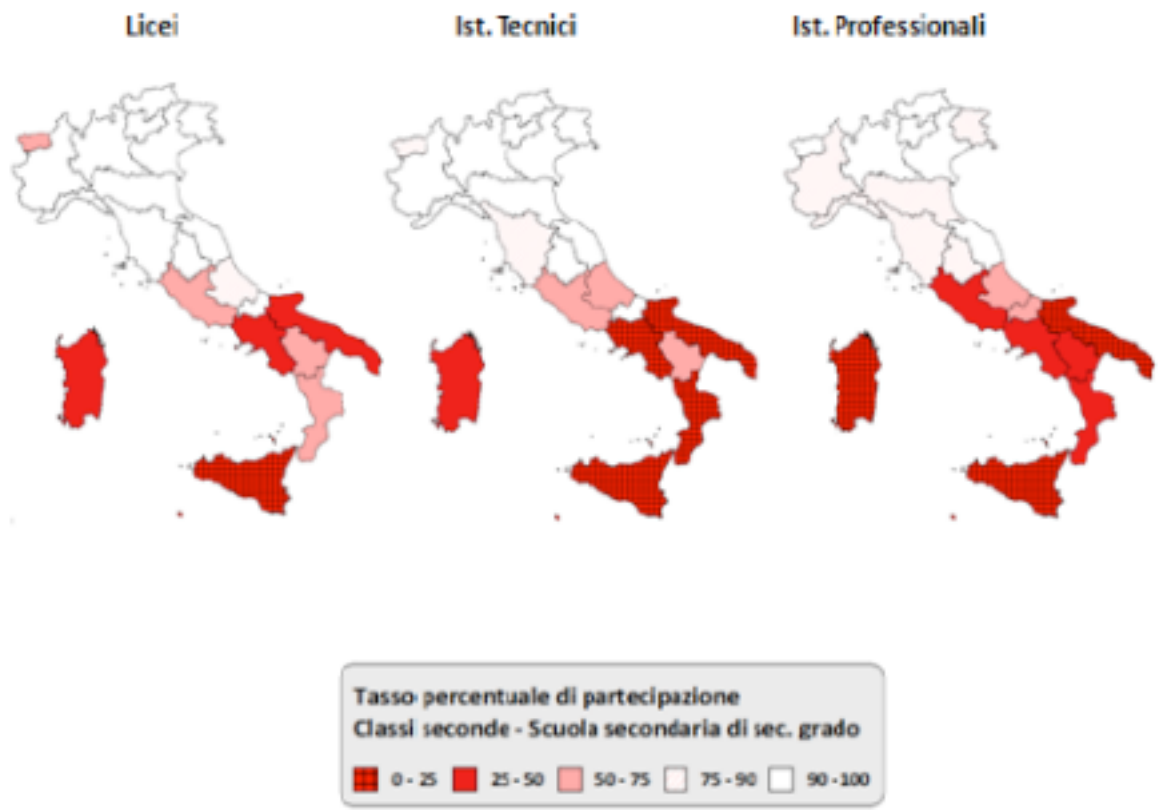 Licei
Ist. Tecnici
Ist. Professionali
Tasso percentuale di partecipazione
Classi seconde - Scuola secondaria di sec. grado
0 - 25
25 - 50
50 - 75
75 - 90
90 - 100